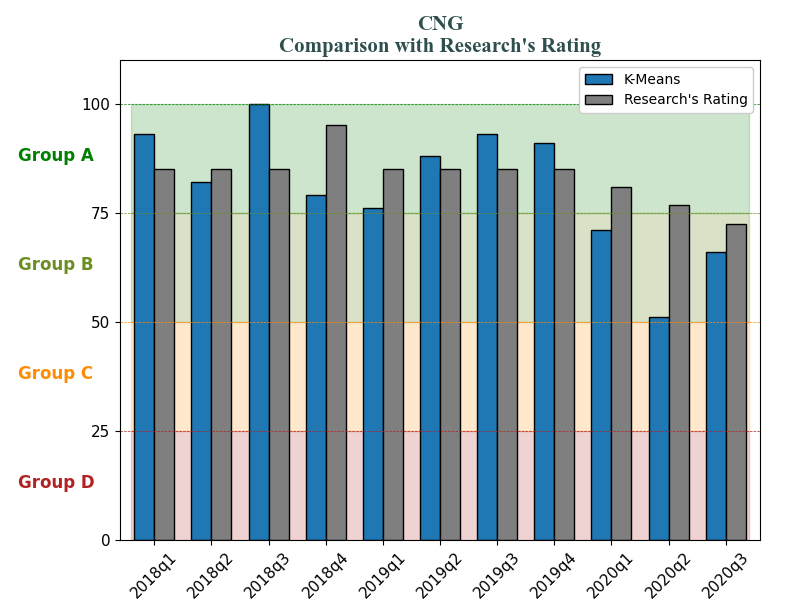 CNG
Comparison with Research's Rating
K-Means
Research's Rating
100
Group A
75
Group B
50
Group C
25
Group D
0
2018q1 2018q2 2018q3 2018q4 2019q1 2019q2 2019q3 2019q4 2020q1 2020q2 2020q3